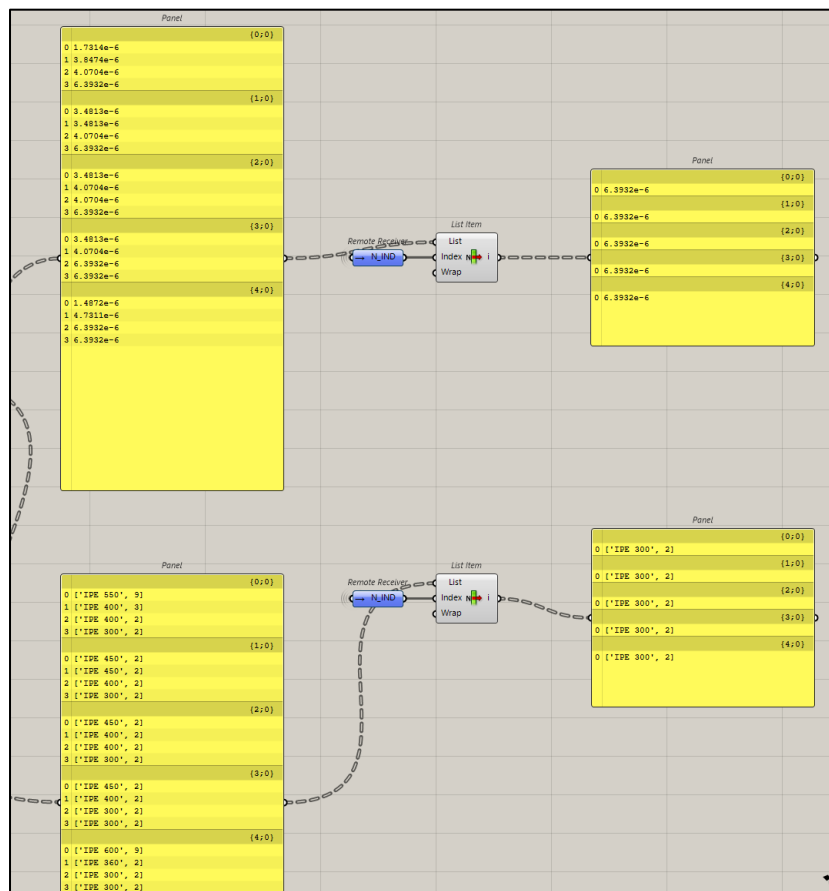 Panel
{0;0}
0 1.7314e-6
1 3.8474e-6
2 4.0704e-6
3 6.3932e-6
{1;0}
0 3.4813e-6
1 3.4813e-6
2 4.0704e-6
3 6.3932e-6
{2;0}
0 3.4813e-6
1 4.0704e-6
2 4.0704e-6
3 6.3932e-6
{3;0}
0 3.4813e-6
1 4.0704e-6
2 6.3932e-6
3 6.3932e-6
{4;0}
0 1.4872e-6
1 4.7311e-6
2 6.3932e-6
3 6.3932e-6
Remote Receiver
N_IND
List Item
List
Index N i
Wrap
Panel
{0;0}
0 6.3932e-6
{1;0}
0 6.3932e-6
{2;0}
0 6.3932e-6
{3;0}
0 6.3932e-6
{4;0}
0 6.3932e-6
Panel
{0;0}
0 ['IPE 550', 9]
1 ['IPE 400', 3]
2 ['IPE 400', 2]
3 ['IPE 300', 2]
{1;0}
0 ['IPE 450', 2]
1 ['IPE 450', 2]
2 ['IPE 400', 2]
3 ['IPE 300', 2]
{2;0}
0 ['IPE 450', 2]
1 ['IPE 400', 2]
2 ['IPE 400', 2]
3 ['IPE 300', 2]
{3;0}
0 ['IPE 450', 2]
1 ['IPE 400', 2]
2 ['IPE 300', 2]
3 ['IPE 300', 2]
{4;0}
0 ['IPE 600', 9]
1 ['IPE 360', 2]
2 ['IPE 300', 2]
3 ['IPE 300', 2]
Remote Receiver
N_IND
List Item
List
Index N i
Wrap
Panel
{0;0}
0 ['IPE 300', 2]
{1;0}
0 ['IPE 300', 2]
{2;0}
0 ['IPE 300', 2]
{3;0}
0 ['IPE 300', 2]
{4;0}
0 ['IPE 300', 2]